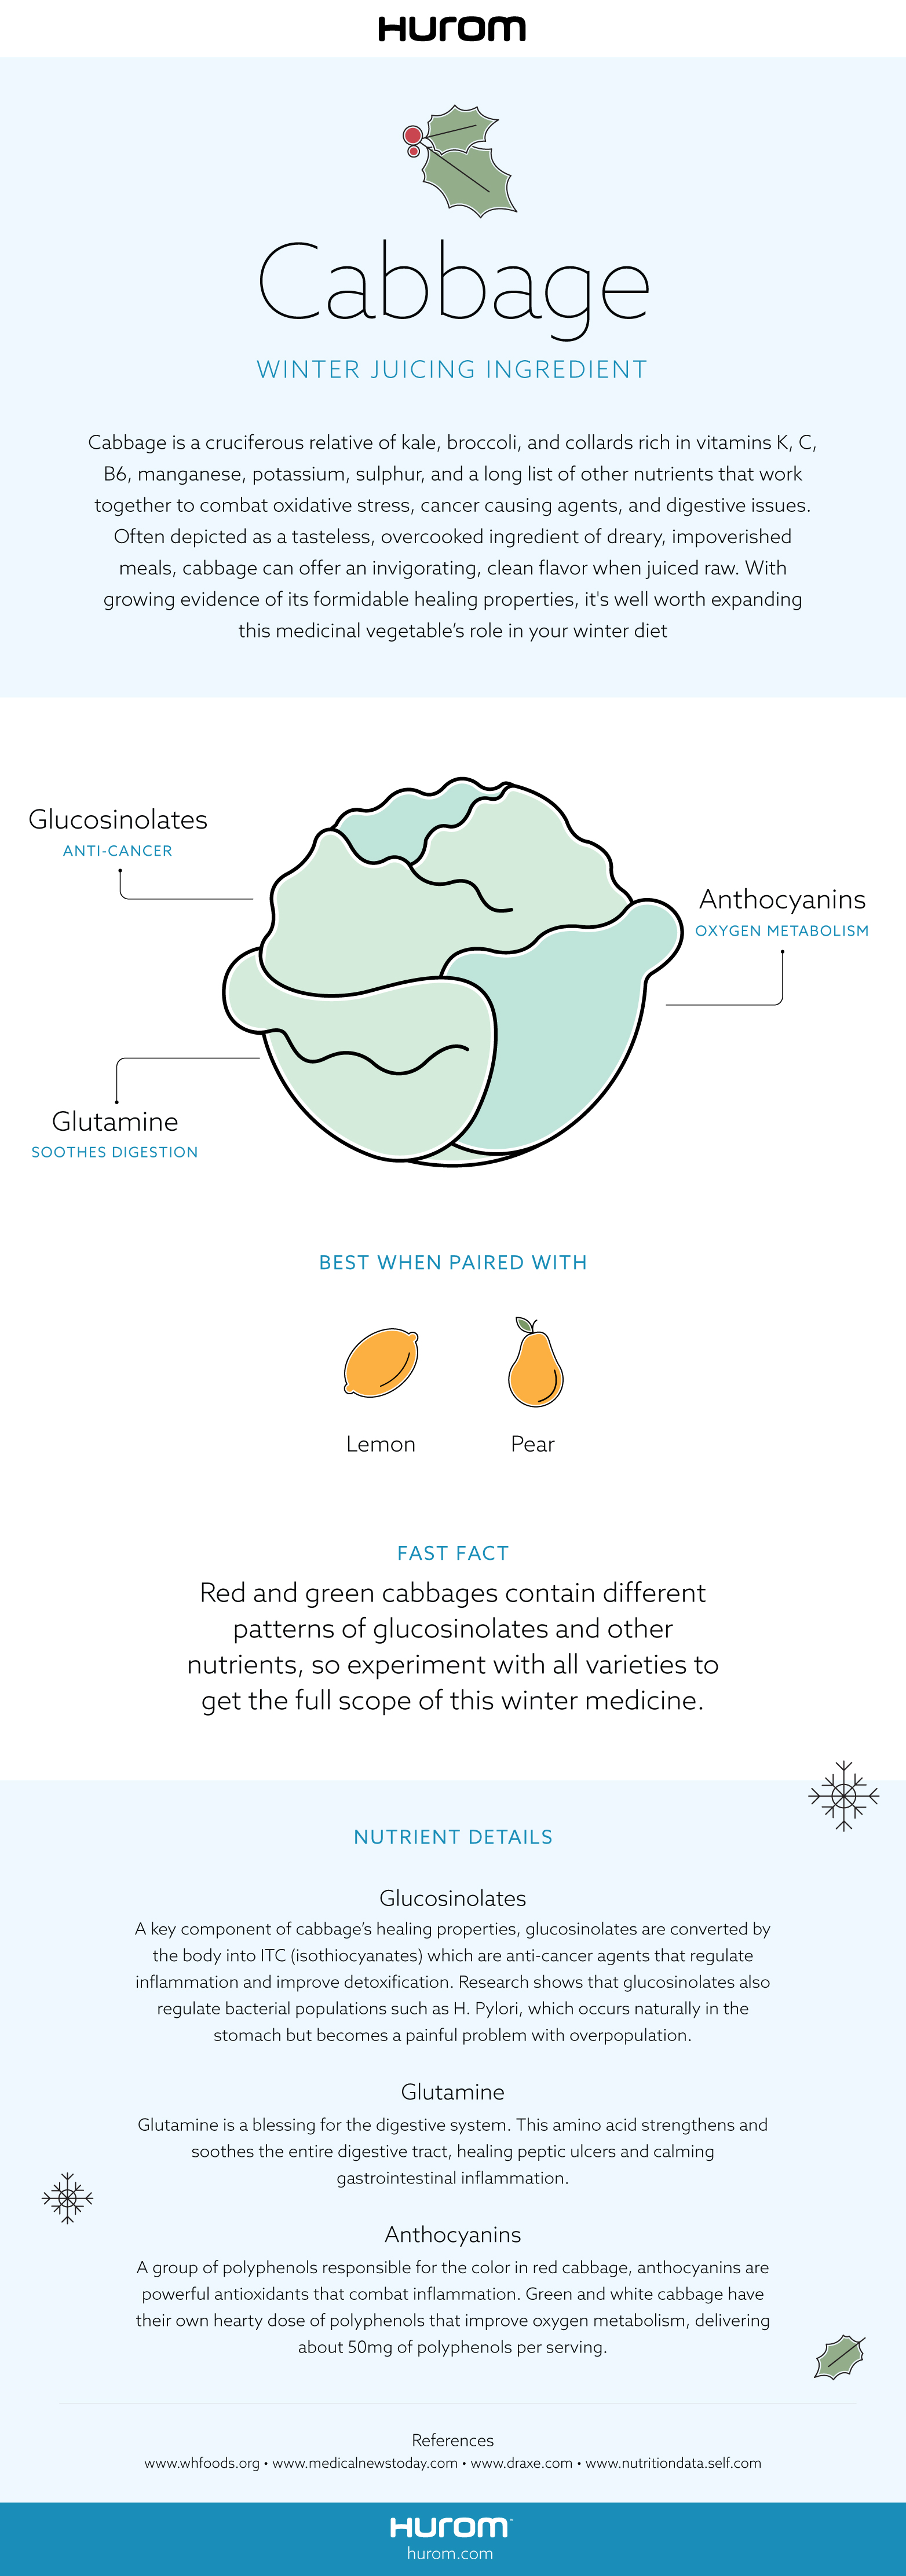 HUROM
Cabbage
WINTER JUICING INGREDIENT
Cabbage is a cruciferous relative of kale, broccoli, and collards rich in vitamins K, C,
B6, manganese, potassium, sulphur, and a long list of other nutrients that work
together to combat oxidative stress, cancer causing agents, and digestive issues.
Often depicted as a tasteless, overcooked ingredient of dreary, impoverished
meals, cabbage can offer an invigorating, clean flavor when juiced raw. With
growing evidence of its formidable healing properties, it's well worth expanding
this medicinal vegetable’s role in your winter diet
Glucosinolates
ANTI-CANCER
Anthocyanins
OXYGEN METABOLISM
Glutamine
SOOTHES DIGESTION
BEST WHEN PAIRED WITH
Lemon
Pear
FAST FACT
Red and green cabbages contain different
patterns of glucosinolates and other
nutrients, so experiment with all varieties to
get the full scope of this winter medicine.
NUTRIENT DETAILS
Glucosinolates
A key component of cabbage’s healing properties, glucosinolates are converted by
the body into ITC (isothiocyanates) which are anti-cancer agents that regulate
inflammation and improve detoxification. Research shows that glucosinolates also
regulate bacterial populations such as H. Pylori, which occurs naturally in the
stomach but becomes a painful problem with overpopulation.
Glutamine
Glutamine is a blessing for the digestive system. This amino acid strengthens and
soothes the entire digestive tract, healing peptic ulcers and calming
gastrointestinal inflammation.
Anthocyanins
A group of polyphenols responsible for the color in red cabbage, anthocyanins are
powerful antioxidants that combat inflammation. Green and white cabbage have
their own hearty dose of polyphenols that improve oxygen metabolism, delivering
about 50mg of polyphenols per serving.
References
www.whfoods.org • www.medicalnewstoday.com • www.draxe.com • www.nutritiondata.self.com
HUROM™
hurom.com